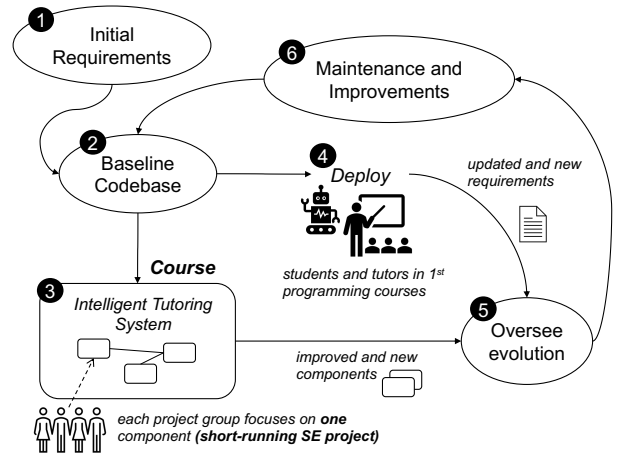 1
Initial
Requirements
6
Maintenance and
Improvements
2
Baseline
Codebase
4
Deploy
updated and new
requirements
students and tutors in 1st
programming courses
Course
3
Intelligent Tutoring
System
5
Oversee
evolution
improved and new
components
each project group focuses on one
component (short-running SE project)